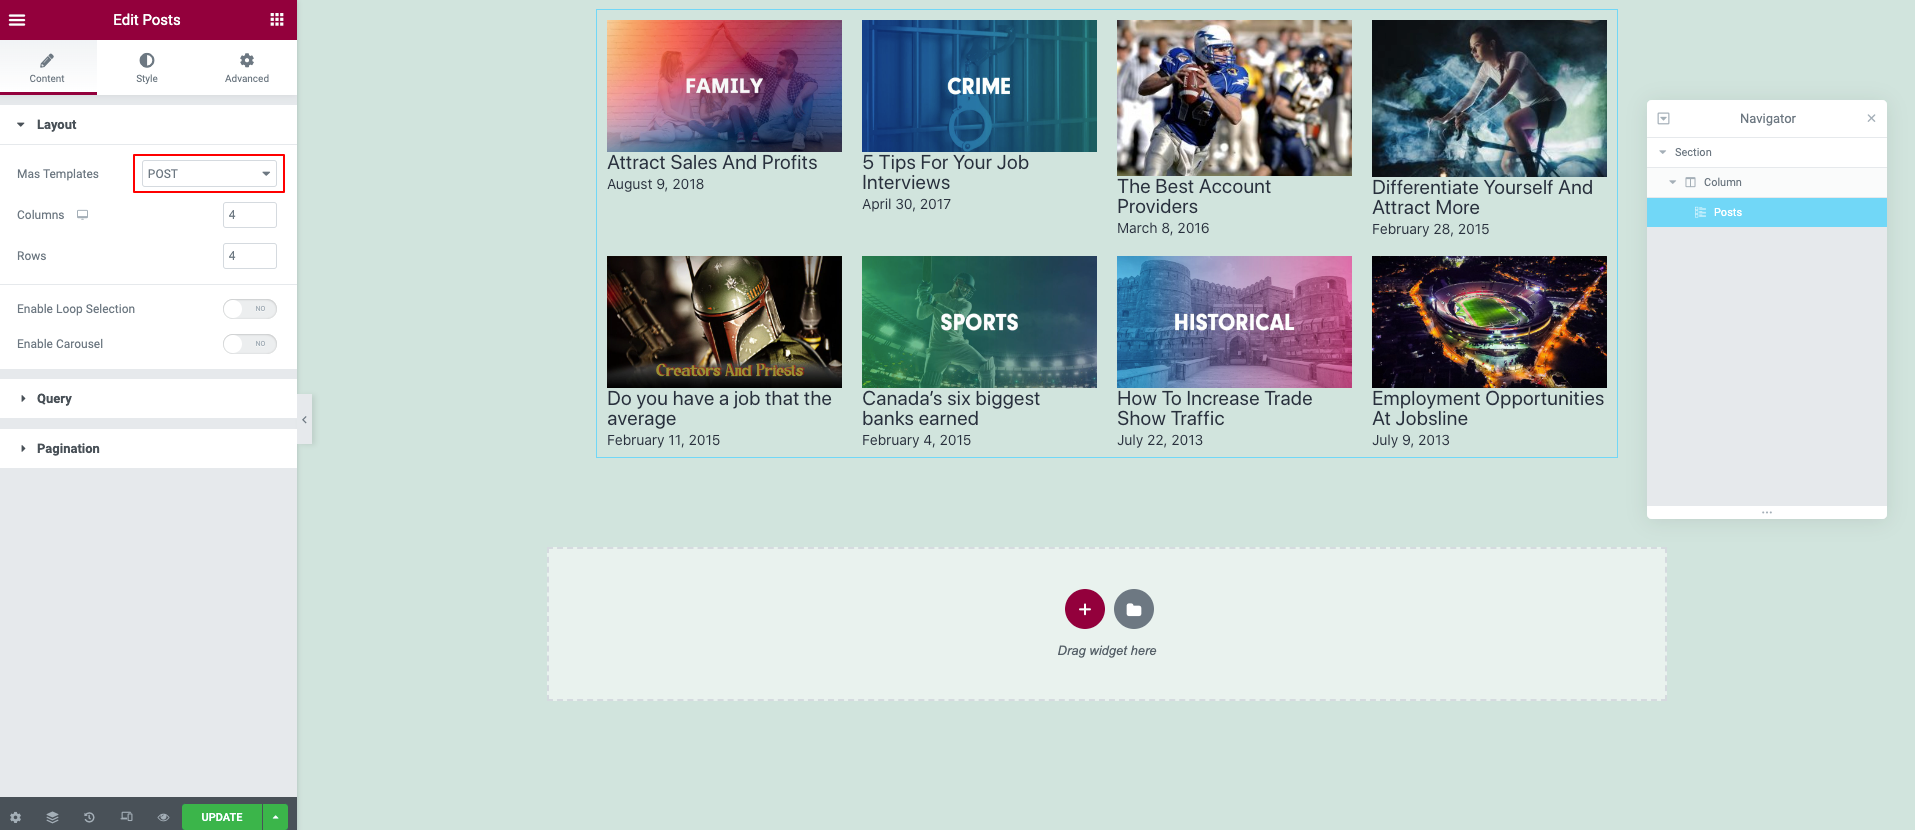 Edit Posts
Content
Style
Advanced
Layout
Mas Templates
POST
Columns
4
Rows
4
Enable Loop Selection
NO
Enable Carousel
NO
Query
Pagination
UPDATE
FAMILY
Attract Sales And Profits
August 9, 2018
CRIME
5 Tips For Your Job
Interviews
April 30, 2017
14
The Best Account
Providers
March 8, 2016
Differentiate Yourself And
Attract More
February 28, 2015
Creators And Priests
Do you have a job that the
average
February 11, 2015
SPORTS
Canada’s six biggest
banks earned
February 4, 2015
HISTORICAL
How To Increase Trade
Show Traffic
July 22, 2013
Employment Opportunities
At Jobsline
July 9, 2013
Drag widget here
Navigator
Section
Column
Posts